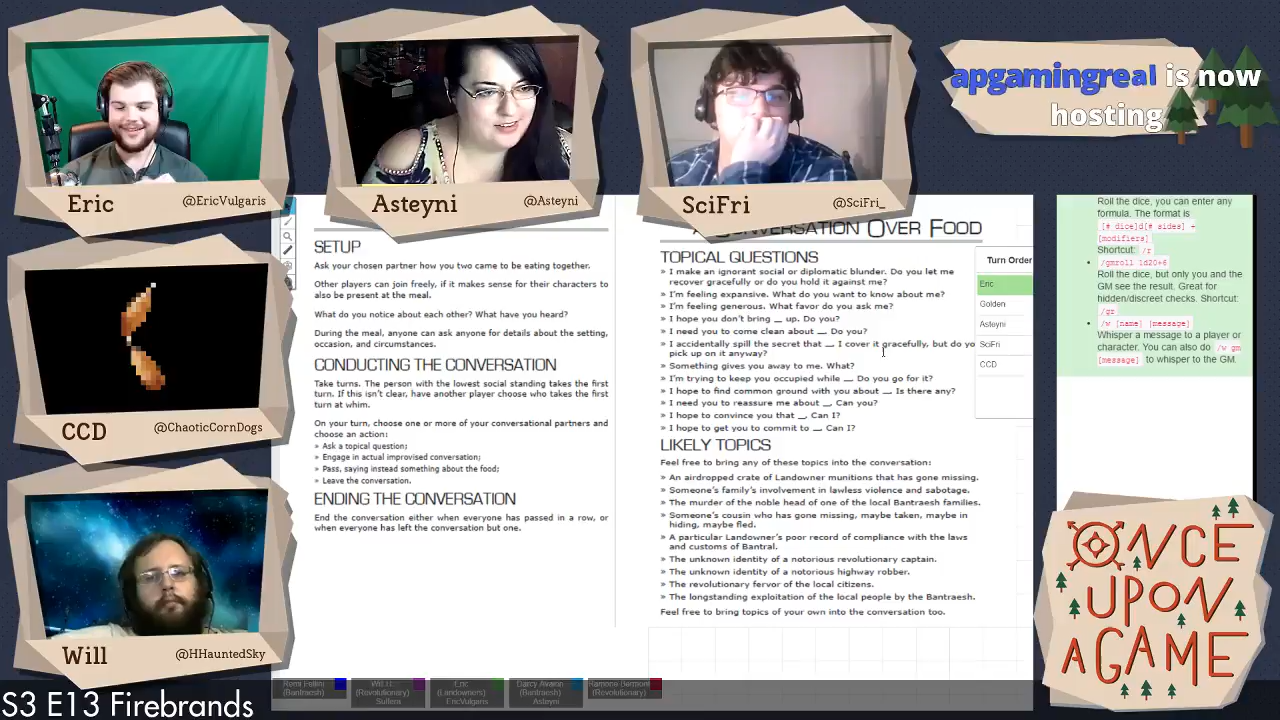 Eric
@EricVulgaris
Asteyni
@Asteyni
SciFri
@SciFri_
apgamingreal is now
hosting
CCD
@ChaoticCornDogs
Will
@HHauntedSky
S3 E13 Firebrands
SETUP
Ask your chosen partner how you two came to be eating together.
Other players can join freely, if it makes sense for their characters to
also be present at the meal.
What do you notice about each other? What have you heard?
During the meal, anyone can ask anyone for details about the setting,
occasion, and circumstances.
CONDUCTING THE CONVERSATION
Take turns. The person with the lowest social standing takes the first
turn. If this isn't clear, have another player choose who takes the first
turn at whim.
On your turn, choose one or more of your conversational partners and
choose an action:
» Ask a topical question;
» Engage in actual improvised conversation;
» Pass, saying instead something about the food;
» Leave the conversation.
ENDING THE CONVERSATION
End the conversation either when everyone has passed in a row, or
when everyone has left the conversation but one.
CONVERSATION OVER FOOD
TOPICAL QUESTIONS
» I make an ignorant social or diplomatic blunder. Do you let me
recover gracefully or do you hold it against me?
» I'm feeling expansive. What do you want to know about me?
» I'm feeling generous. What favor do you ask me?
» I hope you don't bring __ up. Do you?
» I need you to come clean about __. Do you?
» I accidentally spill the secret that __. I cover it gracefully, but do yo
pick up on it anyway?
» Something gives you away to me. What?
» I'm trying to keep you occupied while __. Do you go for it?
» I hope to find common ground with you about __. Is there any?
» I need you to reassure me about __. Can you?
» I hope to convince you that __. Can I?
» I hope to get you to commit to __. Can I?
LIKELY TOPICS
Feel free to bring any of these topics into the conversation:
» An airdropped crate of Landowner munitions that has gone missing.
» Someone's family's involvement in lawless violence and sabotage.
» The murder of the noble head of one of the local Bantraesh families.
» Someone's cousin who has gone missing, maybe taken, maybe in
hiding, maybe fled.
» A particular Landowner's poor record of compliance with the laws
and customs of Bantral.
» The unknown identity of a notorious revolutionary captain.
» The unknown identity of a notorious highway robber.
» The revolutionary fervor of the local citizens.
» The longstanding exploitation of the local people by the Bantraesh.
Feel free to bring topics of your own into the conversation too.
Turn Order
Eric
Golden
Asteyni
SciFri
CCD
Roll the dice, you can enter any
formula. The format is
[# dice]d[# sides] +
[modifiers]
Shortcut: /r
• /gmroll 1d20+6
Roll the dice, but only you and the
GM see the result. Great for
hidden/discreet checks. Shortcut:
/gr
• /w [name] [message]
Whisper a message to a player or
character. You can also do /w gm
[message] to whisper to the GM.
(Bantraesh)
(Revolutionary)
Sullens
Eric
(Landowners)
EricVulgaris
(Bantraesh)
Asteyni
(Revolutionary)
ONCE
UPON
A GAME